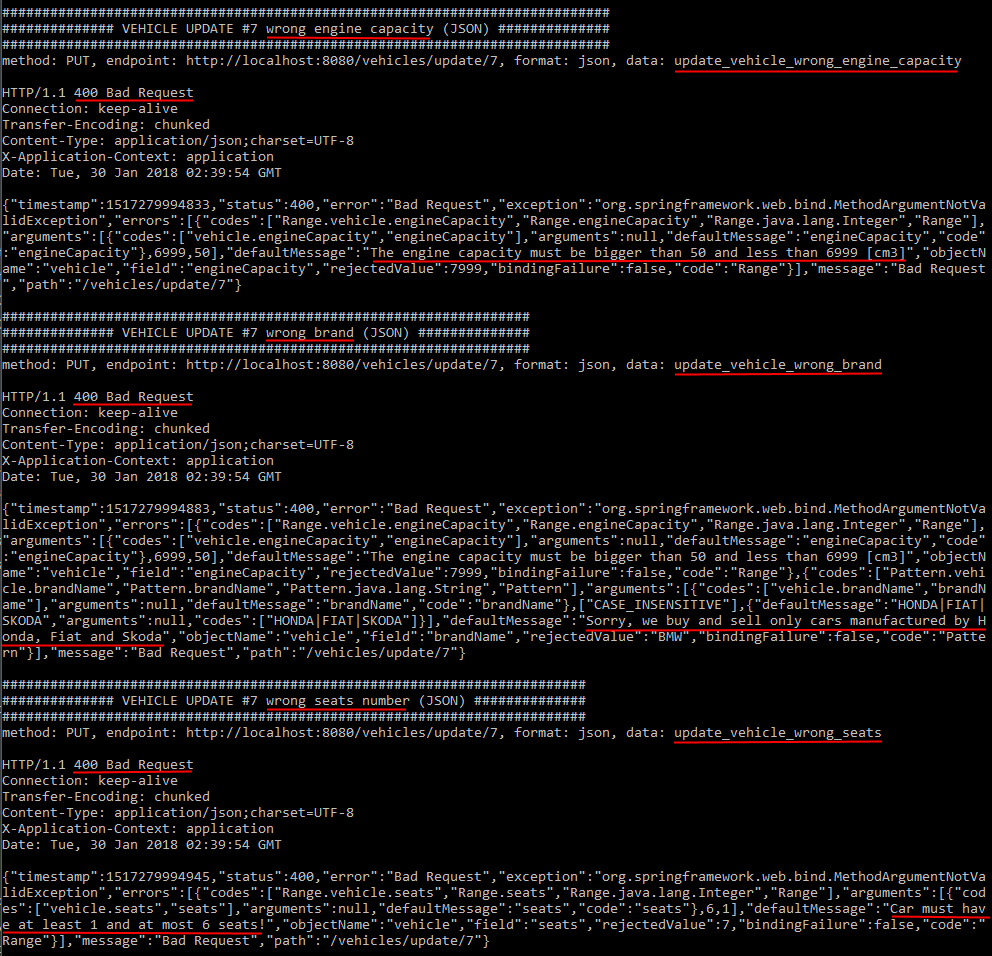 ############################################################################
############## VEHICLE UPDATE #7 wrong engine capacity (JSON) ##############
############################################################################
method: PUT, endpoint: http://localhost:8080/vehicles/update/7, format: json, data: update_vehicle_wrong_engine_capacity
HTTP/1.1 400 Bad Request
Connection: keep-alive
Transfer-Encoding: chunked
Content-Type: application/json;charset=UTF-8
X-Application-Context: application
Date: Tue, 30 Jan 2018 02:39:54 GMT
{"timestamp":1517279994833,"status":400,"error":"Bad Request","exception":"org.springframework.web.bind.MethodArgumentNotVa
lidException","errors":[{"codes":["Range.vehicle.engineCapacity","Range.engineCapacity","Range.java.lang.Integer","Range"],
"arguments":[{"codes":["vehicle.engineCapacity","engineCapacity"],"arguments":null,"defaultMessage":"engineCapacity","code"
:"engineCapacity"},6999,50],"defaultMessage":"The engine capacity must be bigger than 50 and less than 6999 [cm3]","objectN
ame":"vehicle","field":"engineCapacity","rejectedValue":7999,"bindingFailure":false,"code":"Range"}],"message":"Bad Request
","path":"/vehicles/update/7"}
##################################################################
############## VEHICLE UPDATE #7 wrong brand (JSON) ##############
##################################################################
method: PUT, endpoint: http://localhost:8080/vehicles/update/7, format: json, data: update_vehicle_wrong_brand
HTTP/1.1 400 Bad Request
Connection: keep-alive
Transfer-Encoding: chunked
Content-Type: application/json;charset=UTF-8
X-Application-Context: application
Date: Tue, 30 Jan 2018 02:39:54 GMT
{"timestamp":1517279994883,"status":400,"error":"Bad Request","exception":"org.springframework.web.bind.MethodArgumentNotVa
lidException","errors":[{"codes":["Range.vehicle.engineCapacity","Range.engineCapacity","Range.java.lang.Integer","Range"],
"arguments":[{"codes":["vehicle.engineCapacity","engineCapacity"],"arguments":null,"defaultMessage":"engineCapacity","code"
:"engineCapacity"},6999,50],"defaultMessage":"The engine capacity must be bigger than 50 and less than 6999 [cm3]","objectN
ame":"vehicle","field":"engineCapacity","rejectedValue":7999,"bindingFailure":false,"code":"Range"},{"codes":["Pattern.vehi
cle.brandName","Pattern.brandName","Pattern.java.lang.String","Pattern"],"arguments":[{"codes":["vehicle.brandName","brandN
ame"],"arguments":null,"defaultMessage":"brandName","code":"brandName"},["CASE_INSENSITIVE"],{"defaultMessage":"HONDA|FIAT|
SKODA","arguments":null,"codes":["HONDA|FIAT|SKODA"]}],"defaultMessage":"Sorry, we buy and sell only cars manufactured by H
onda, Fiat and Skoda","objectName":"vehicle","field":"brandName","rejectedValue":"BMW","bindingFailure":false,"code":"Patte
rn"}],"message":"Bad Request","path":"/vehicles/update/7"}
#########################################################################
############## VEHICLE UPDATE #7 wrong seats number (JSON) ##############
#########################################################################
method: PUT, endpoint: http://localhost:8080/vehicles/update/7, format: json, data: update_vehicle_wrong_seats
HTTP/1.1 400 Bad Request
Connection: keep-alive
Transfer-Encoding: chunked
Content-Type: application/json;charset=UTF-8
X-Application-Context: application
Date: Tue, 30 Jan 2018 02:39:54 GMT
{"timestamp":1517279994945,"status":400,"error":"Bad Request","exception":"org.springframework.web.bind.MethodArgumentNotVa
lidException","errors":[{"codes":["Range.vehicle.seats","Range.seats","Range.java.lang.Integer","Range"],"arguments":[{"cod
es":["vehicle.seats","seats"],"arguments":null,"defaultMessage":"seats","code":"seats"},6,1],"defaultMessage":"Car must hav
e at least 1 and at most 6 seats!","objectName":"vehicle","field":"seats","rejectedValue":7,"bindingFailure":false,"code":"
Range"}],"message":"Bad Request","path":"/vehicles/update/7"}